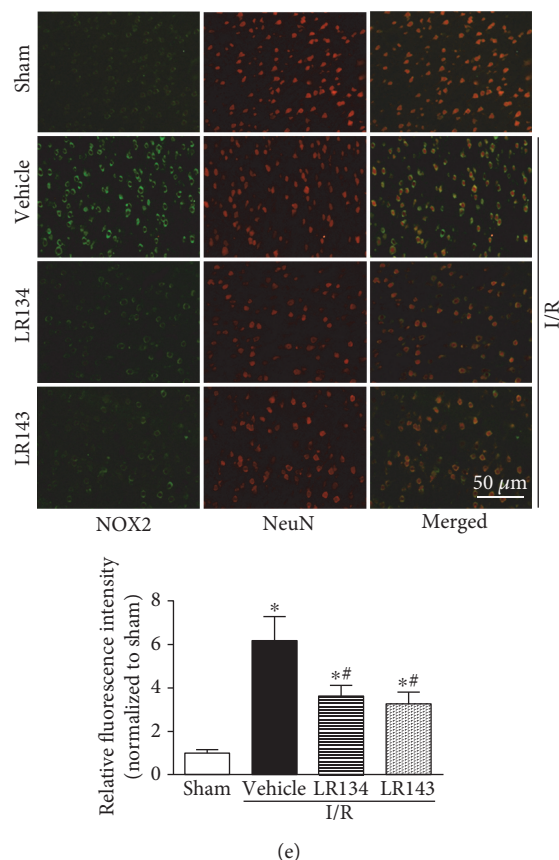 Sham
Vehicle
LR134
LR143
I/R
50 µm
NOX2 NeuN Merged
Relative fluorescence intensity
(normalized to sham)
8
6
4
2
0
*
*#
*#
Sham Vehicle LR134 LR143
I/R
(e)